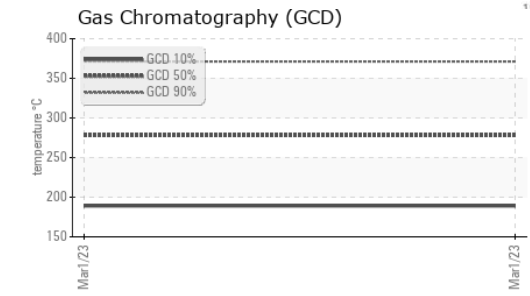 Gas Chromatography (GCD)
400
350
300
250
200
150
temperature °C
GCD 10%
GCD 50%
GCD 90%
Mar1/23
Mar1/23